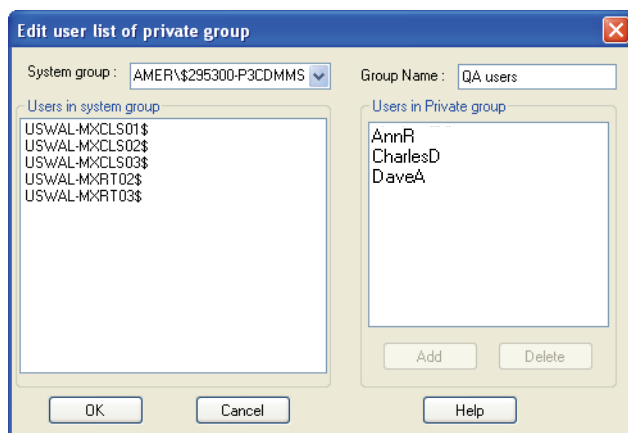 Edit user list of private group
System group : AMER\$295300-P3CDMMS Group Name : QA users
Users in system group
USWAL-MXCLS01$
USWAL-MXCLS02$
USWAL-MXCLS03$
USWAL-MXRT02$
USWAL-MXRT03$
Users in Private group
AnnR
CharlesD
DaveA
Add Delete
OK Cancel Help